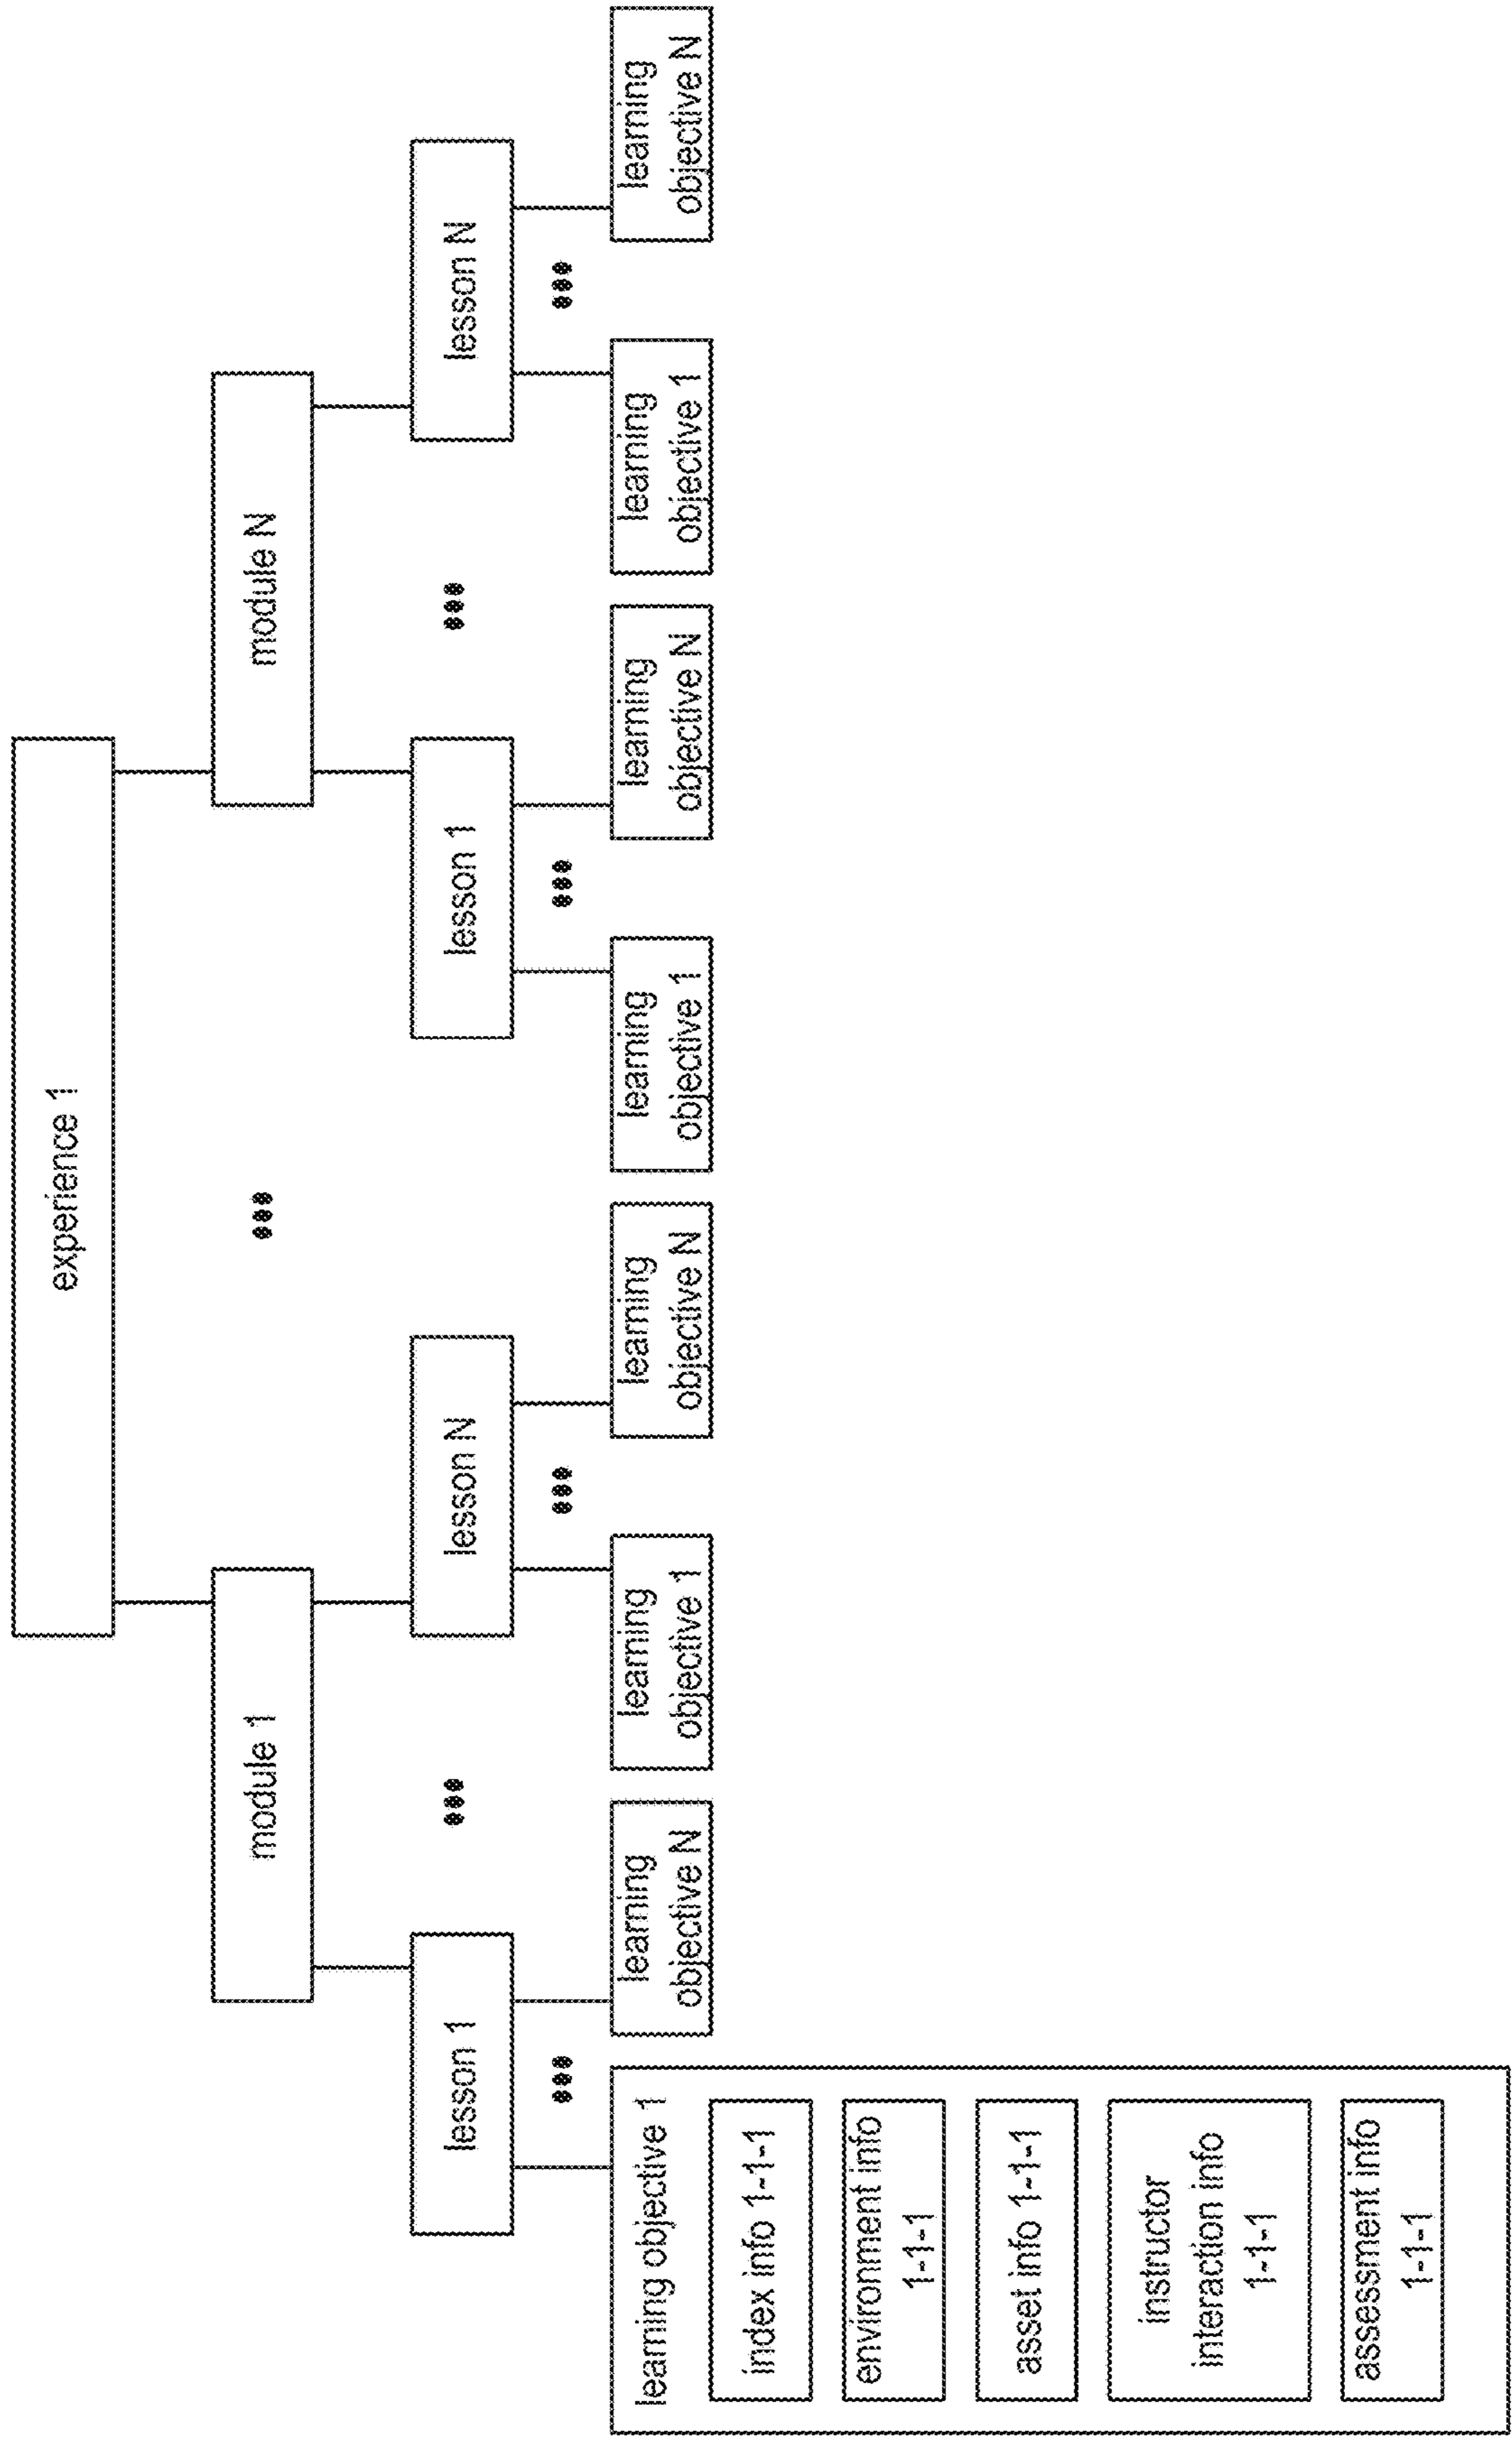 experience 1
module 1
module N
lesson 1
lesson N
lesson 1
lesson N
learning objective 1
index info 1-1-1
environment info
1-1-1
asset info 1-1-1
instructor
interaction info
1-1-1
assessment info
1-1-1
learning
objective N
learning
objective 1
learning
objective N
learning
objective 1
learning
objective N
learning
objective 1
learning
objective N